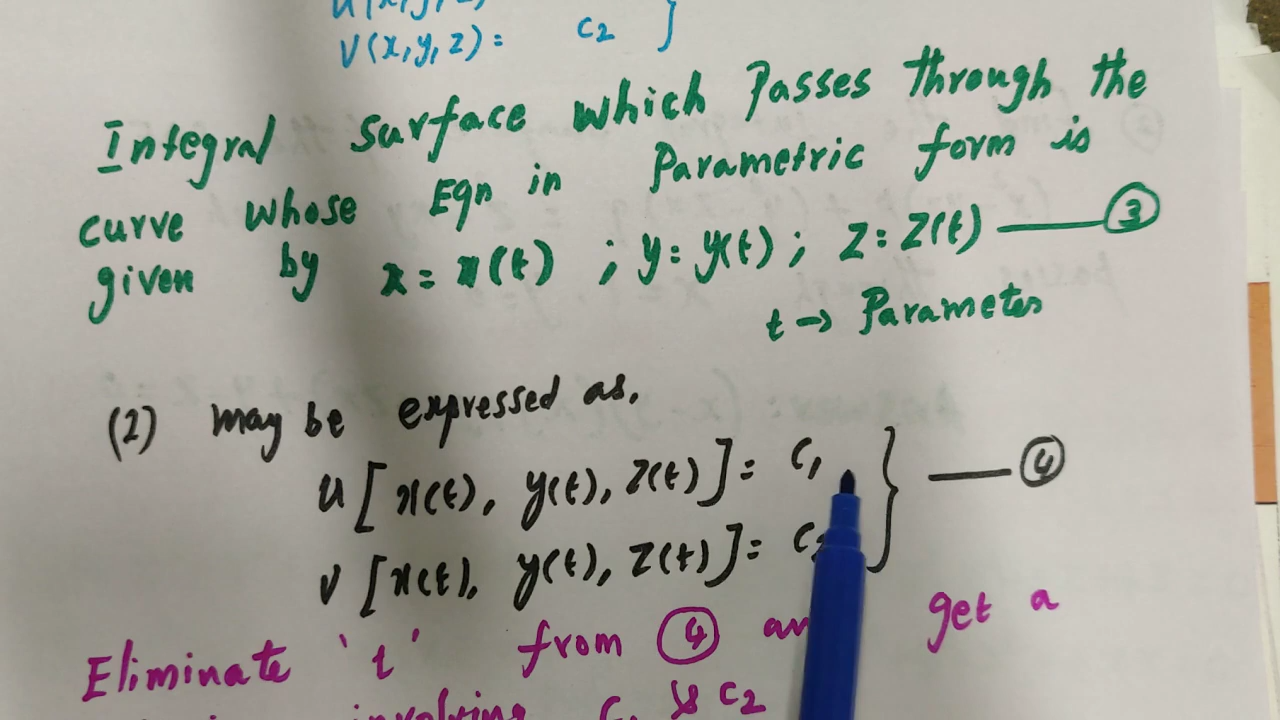 u(x,y,z)
v(x,y,z) = c2 }
Integral surface which passes through the
curve whose Eqn in Parametric form is
given by x = x(t) ; y = y(t) ; z = z(t) —— ③
t → Parameter
(2) may be expressed as,
u [x(t), y(t), z(t)] = c1
} —— ④
v [x(t), y(t), z(t)] = c2
Eliminate 't' from ④ an get a
involving c1 & c2